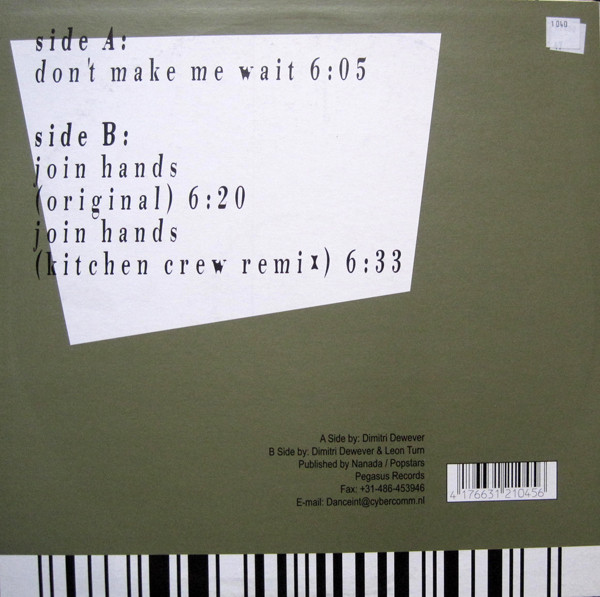 side A:
don't make me wait 6:05
side B:
join hands
(original) 6:20
join hands
(kitchen crew remix) 6:33
1040
A Side by: Dimitri Dewever
B Side by: Dimitri Dewever & Leon Turn
Published by Nanada / Popstars
Pegasus Records
Fax: +31-486-453946
E-mail: Danceint@cybercomm.nl
4 176631 210456